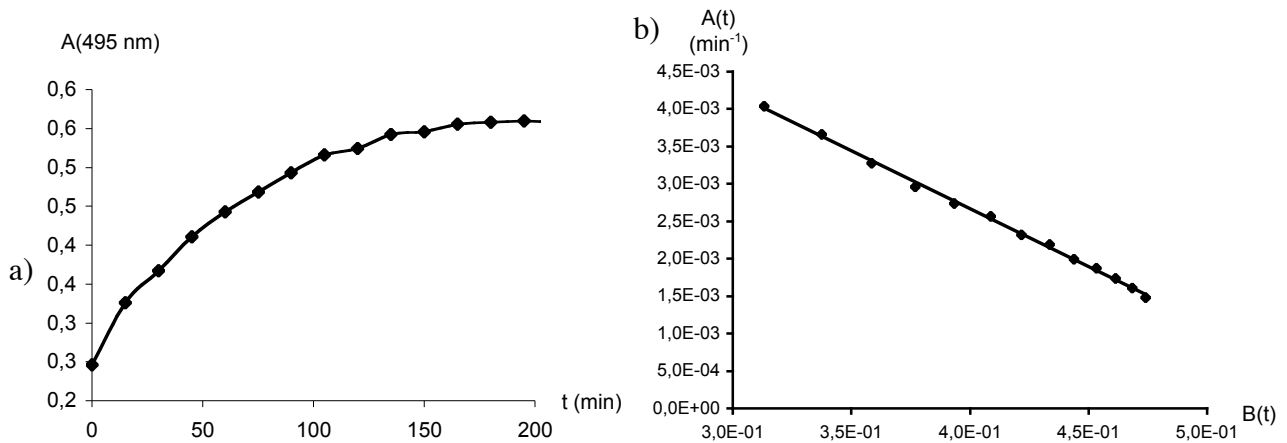 A(495 nm)
0,6
0,6
0,5
0,5
0,4
0,4
0,3
0,3
0,2
a)
0 50 100 150 200
t (min)
b)
A(t)
(min-1)
4,5E-03
4,0E-03
3,5E-03
3,0E-03
2,5E-03
2,0E-03
1,5E-03
1,0E-03
5,0E-04
0,0E+00
3,0E-01 3,5E-01 4,0E-01 4,5E-01 5,0E-01
B(t)